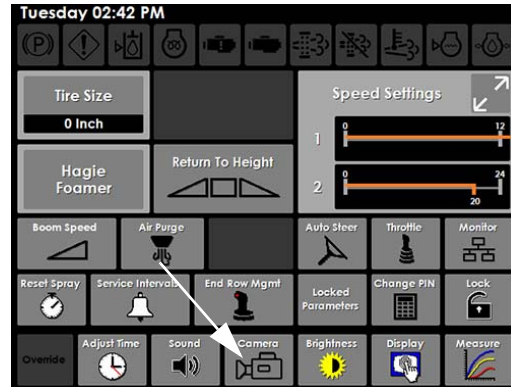 Tuesday 02:42 PM
(P)
Tire Size
0 Inch
Speed Settings
1
0
12
2
0
24
20
Hagie
Foamer
Return To Height
Boom Speed
Air Purge
Auto Steer
Throttle
Monitor
Reset Spray
Service Intervals
End Row Mgmt
Locked
Parameters
Change PIN
Lock
Override
Adjust Time
Sound
Camera
Brightness
Display
Measure